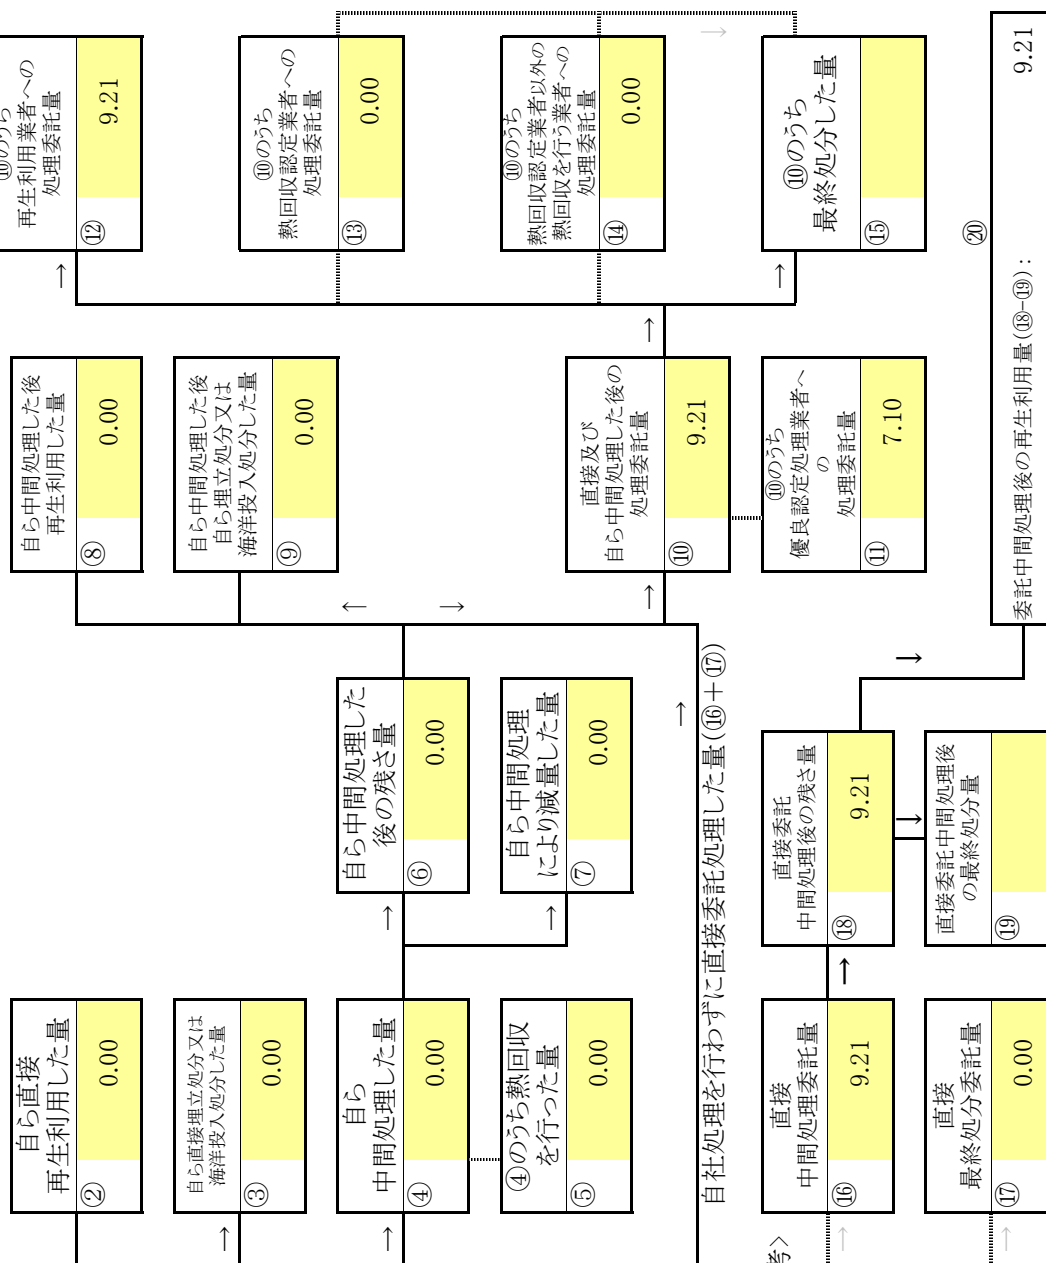 自ら直接
再生利用した量
②
0.00
自ら直接埋立処分又は
海洋投入処分した量
③
0.00
自ら
中間処理した量
④
0.00
④のうち熱回収
を行った量
⑤
0.00
自ら中間処理した
後の残さ量
⑥
0.00
自ら中間処理
により減量した量
⑦
0.00
自ら中間処理した後
再生利用した量
⑧
0.00
自ら中間処理した後
自ら埋立処分又は
海洋投入処分した量
⑨
0.00
直接及び
自ら中間処理した後の
処理委託量
⑩
9.21
⑩のうち
優良認定処理業者へ
の
処理委託量
⑪
7.10
⑩のうち
再生利用業者への
処理委託量
⑫
9.21
⑩のうち
熱回収認定業者への
処理委託量
⑬
0.00
⑩のうち
熱回収認定業者以外の
熱回収を行う業者への
処理委託量
⑭
0.00
⑩のうち
最終処分した量
⑮
自社処理を行わずに直接委託処理した量(⑯+⑰)
考>
直接
中間処理委託量
⑯
9.21
直接
最終処分委託量
⑰
0.00
直接委託
中間処理後の残さ量
⑱
9.21
直接委託中間処理後
の最終処分量
⑲
⑳
委託中間処理後の再生利用量(⑱-⑲):
9.21